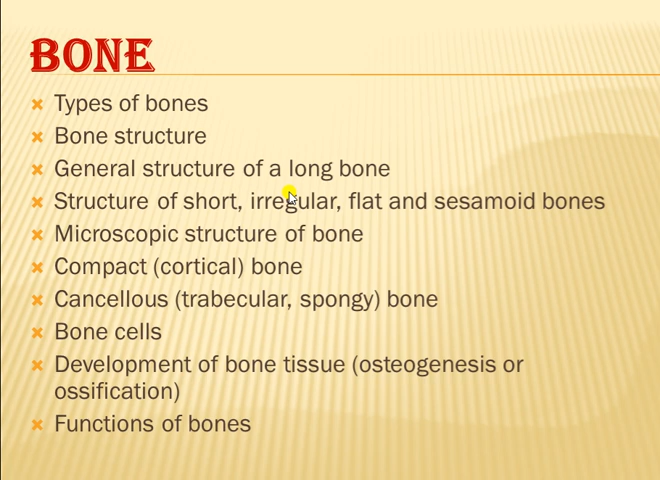 BONE
Types of bones
Bone structure
General structure of a long bone
Structure of short, irregular, flat and sesamoid bones
Microscopic structure of bone
Compact (cortical) bone
Cancellous (trabecular, spongy) bone
Bone cells
Development of bone tissue (osteogenesis or
ossification)
Functions of bones